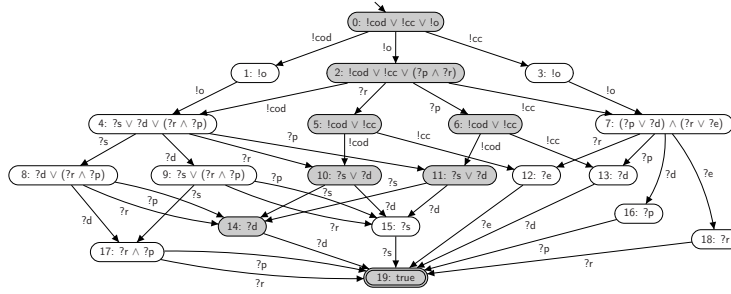 0: !cod ∨ !cc ∨ !o
!cod
!o
!cc
1: !o
2: !cod ∨ !cc ∨ (?p ∧ ?r)
3: !o
!o
!cod
?r
?p
!cc
!o
4: ?s ∨ ?d ∨ (?r ∧ ?p)
5: !cod ∨ !cc
6: !cod ∨ !cc
7: (?p ∨ ?d) ∧ (?r ∨ ?e)
?s
?d
?r
?p
!cod
!cc
!cod
!cc
?r
?p
?d
?e
8: ?d ∨ (?r ∧ ?p)
9: ?s ∨ (?r ∧ ?p)
10: ?s ∨ ?d
11: ?s ∨ ?d
12: ?e
13: ?d
?d
?r
?p
?s
?r
?p
?s
?d
?s
?d
16: ?p
14: ?d
15: ?s
?e
?d
18: ?r
17: ?r ∧ ?p
?d
?s
?p
?r
?p
?r
19: true